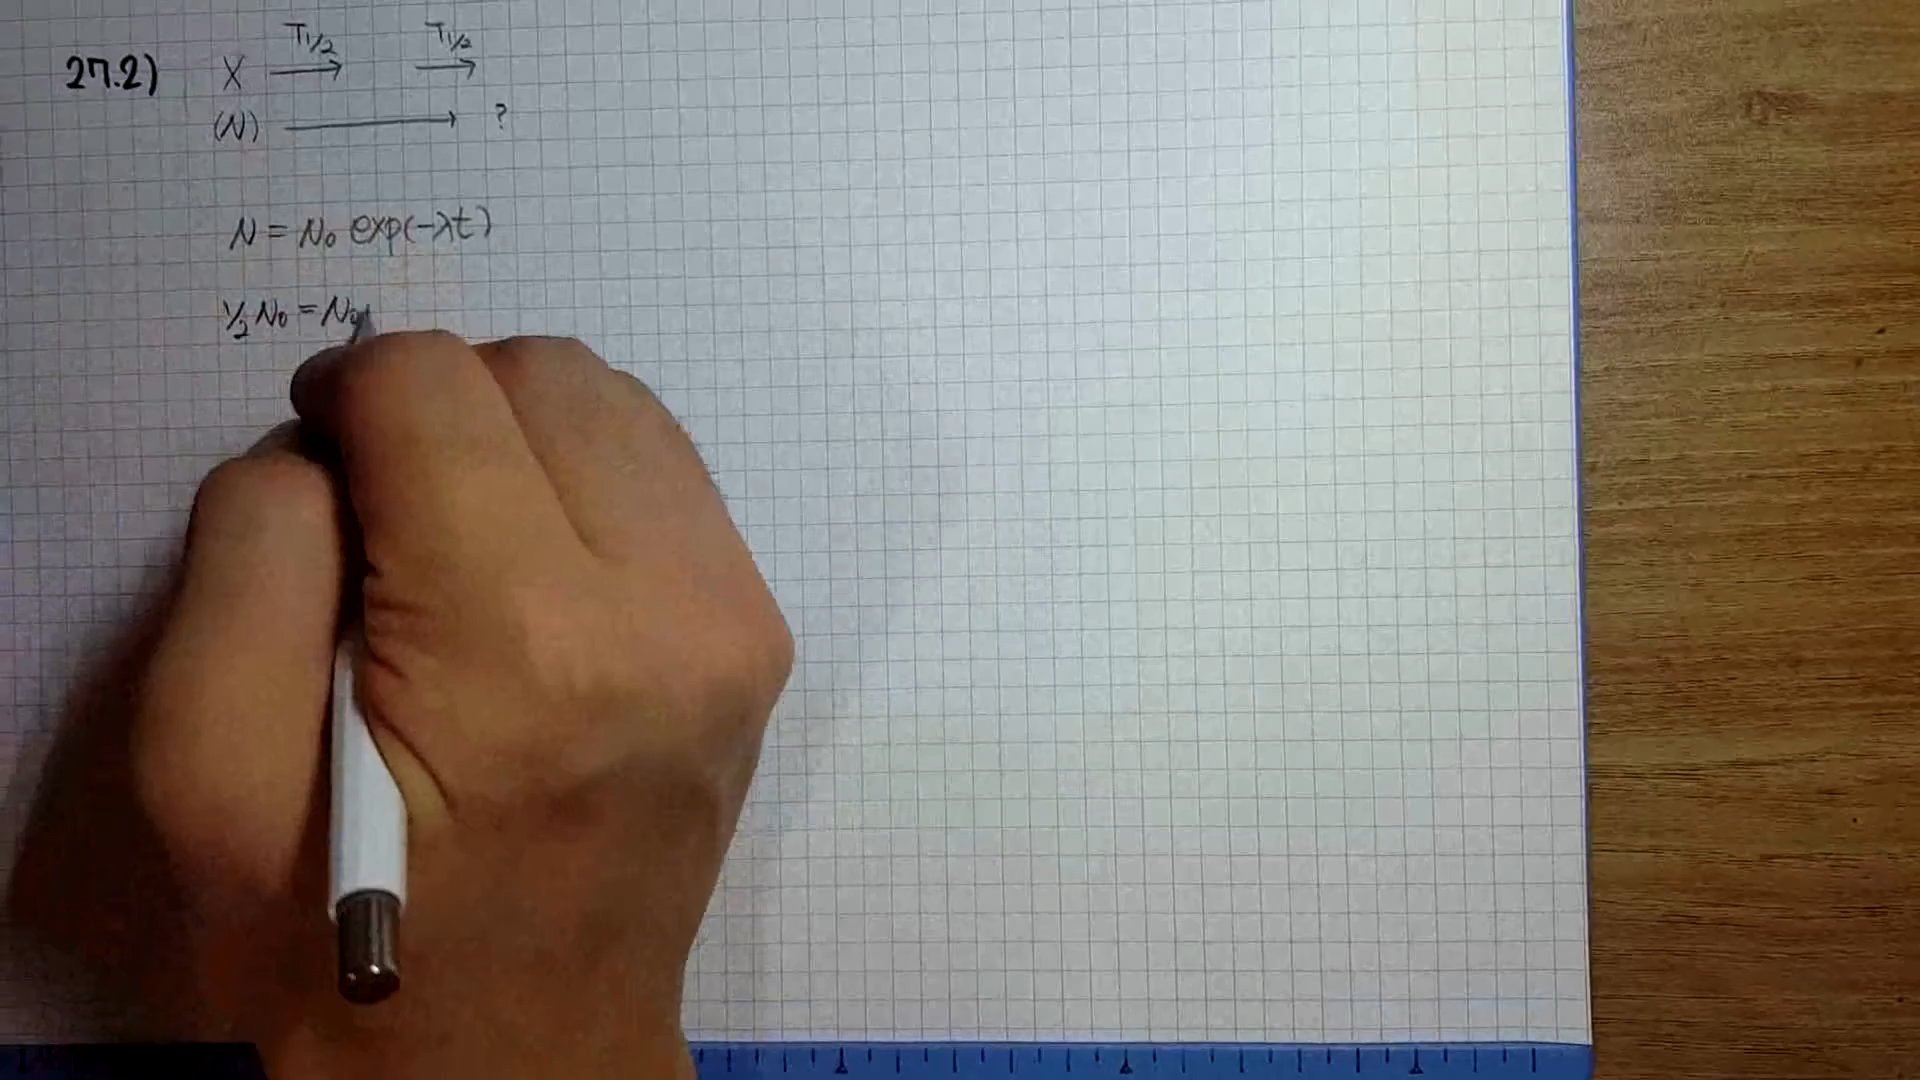 T1/2 T1/2
27.2) X → →
(N) → ?
N = N₀ exp(-λt)
1/2 N₀ = N₀